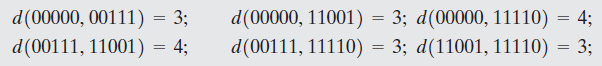 d(00000, 00111) = 3; d(00000, 11001) = 3; d(00000, 11110) = 4;
d(00111, 11001) = 4; d(00111, 11110) = 3; d(11001, 11110) = 3;